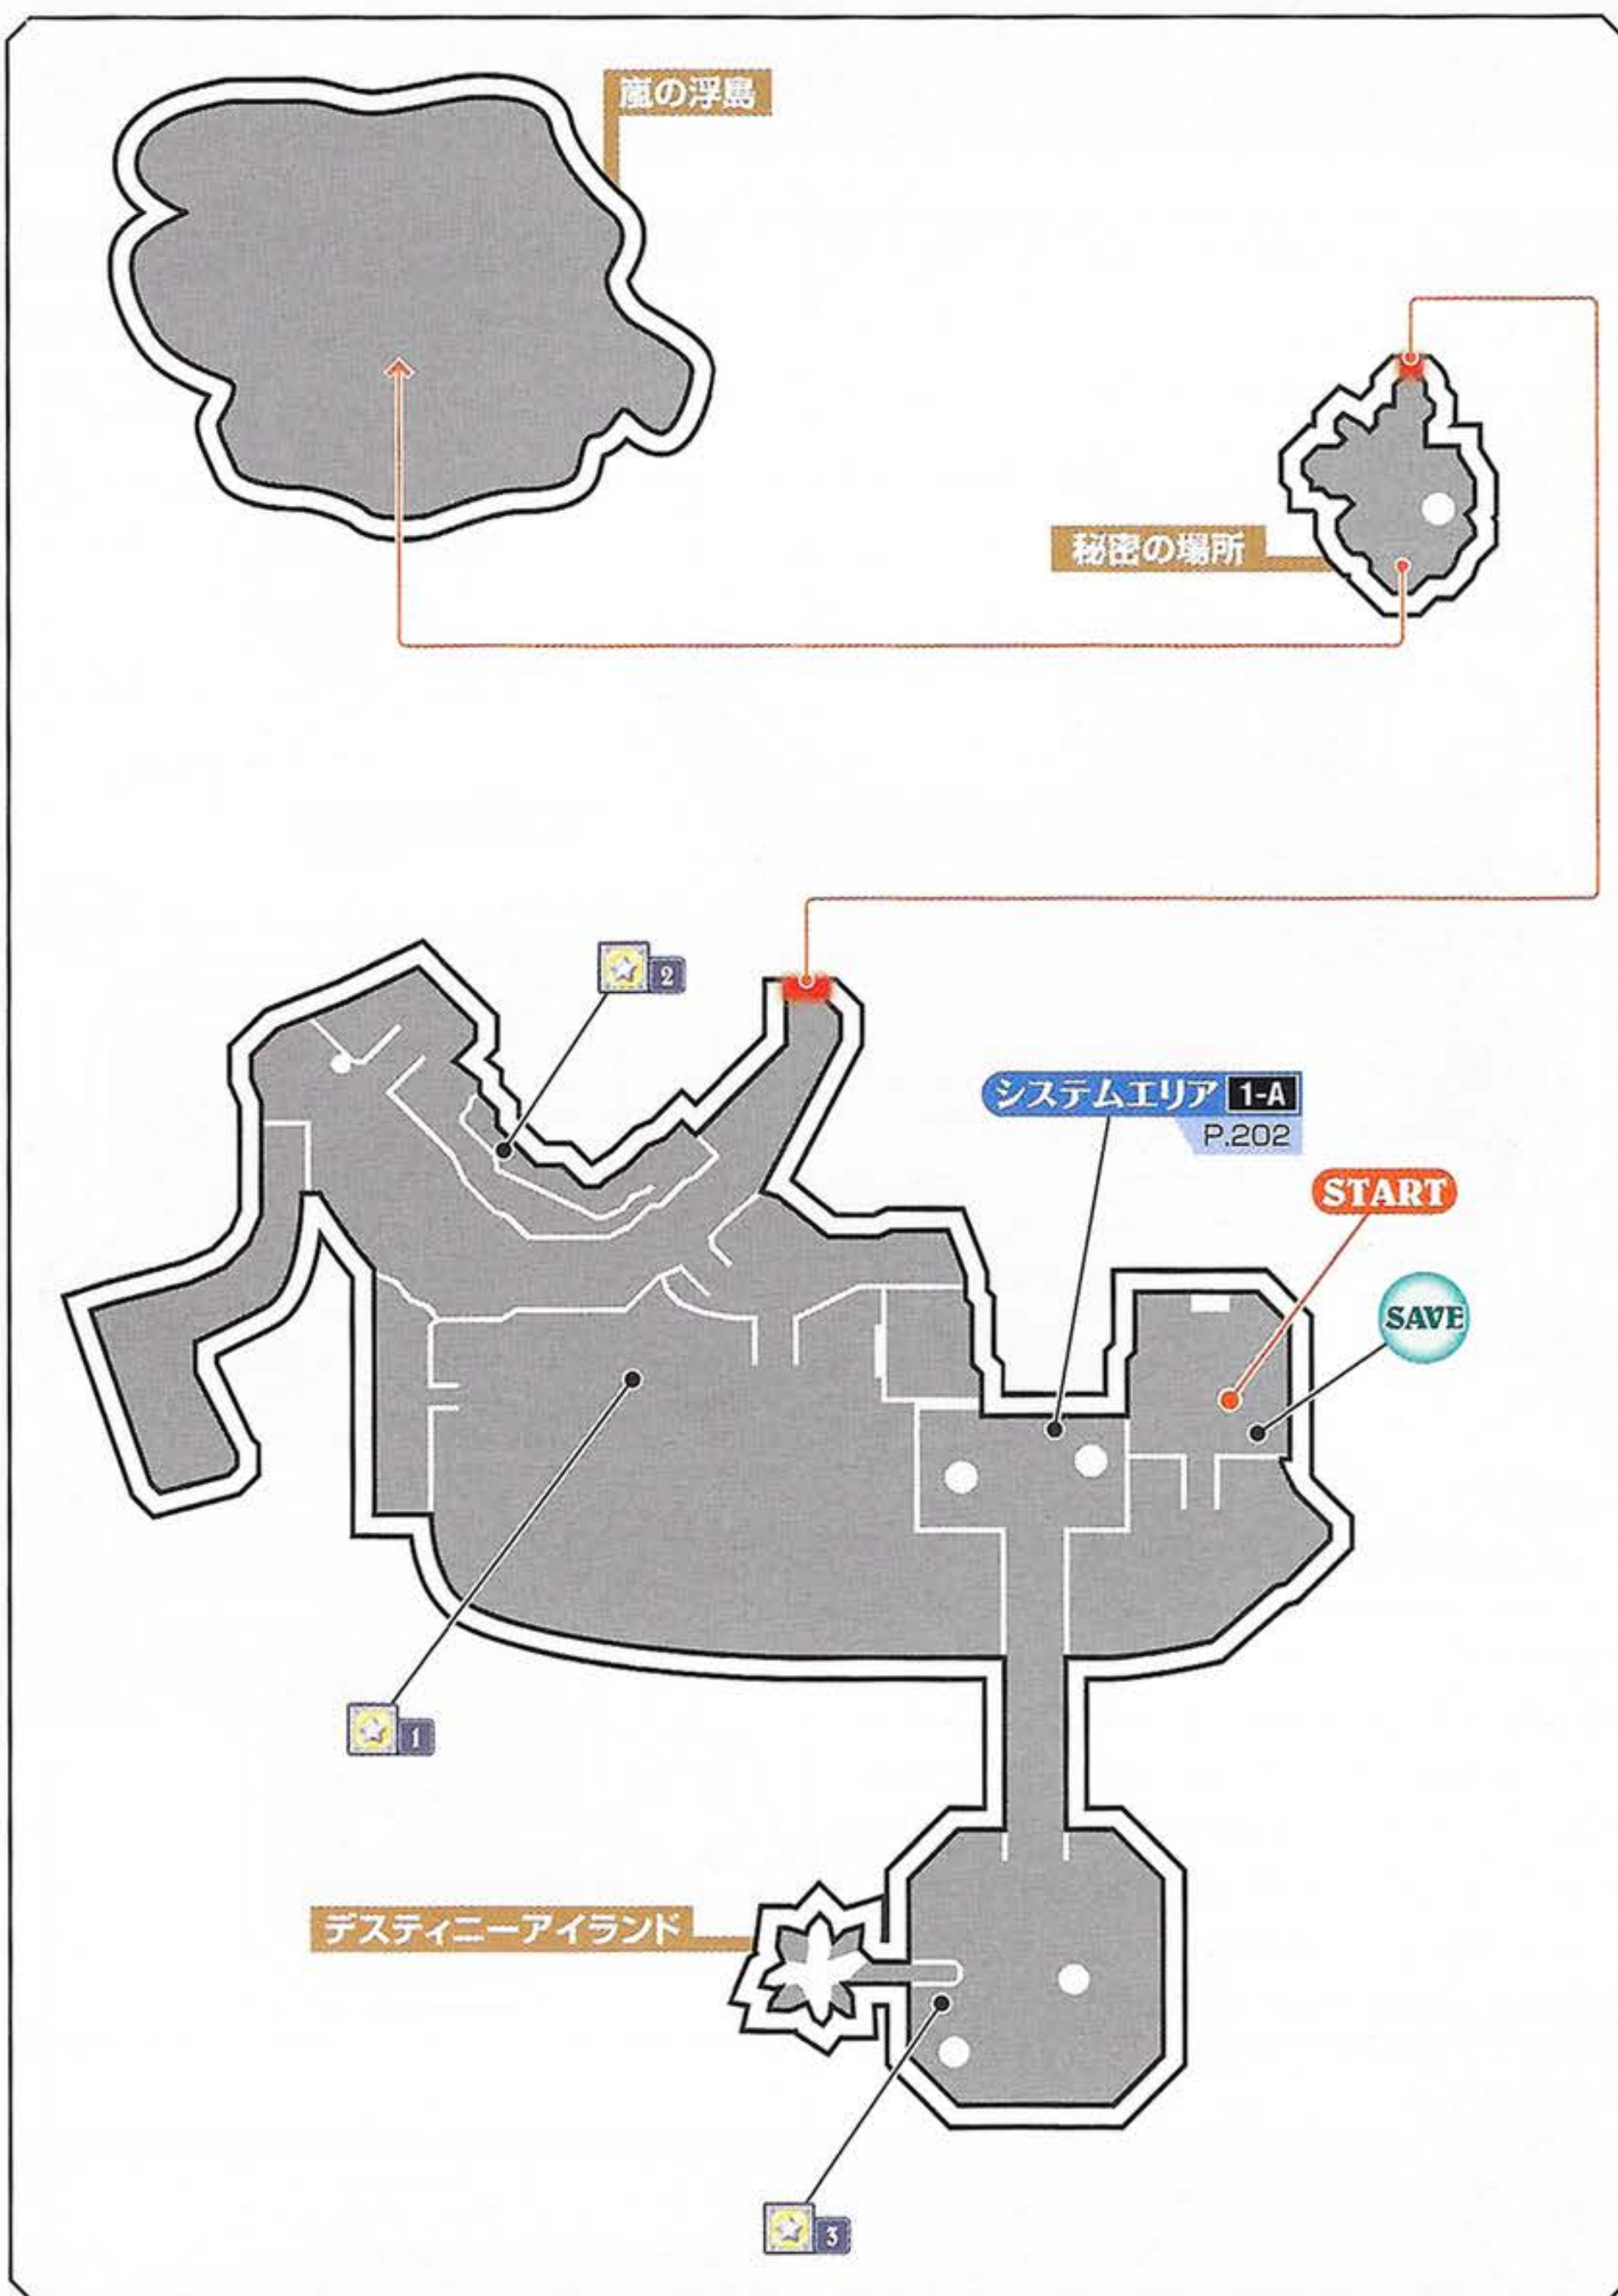 嵐の浮島
秘密の場所
2
システムエリア 1-A
P.202
START
SAVE
1
デスティニーアイランド
3